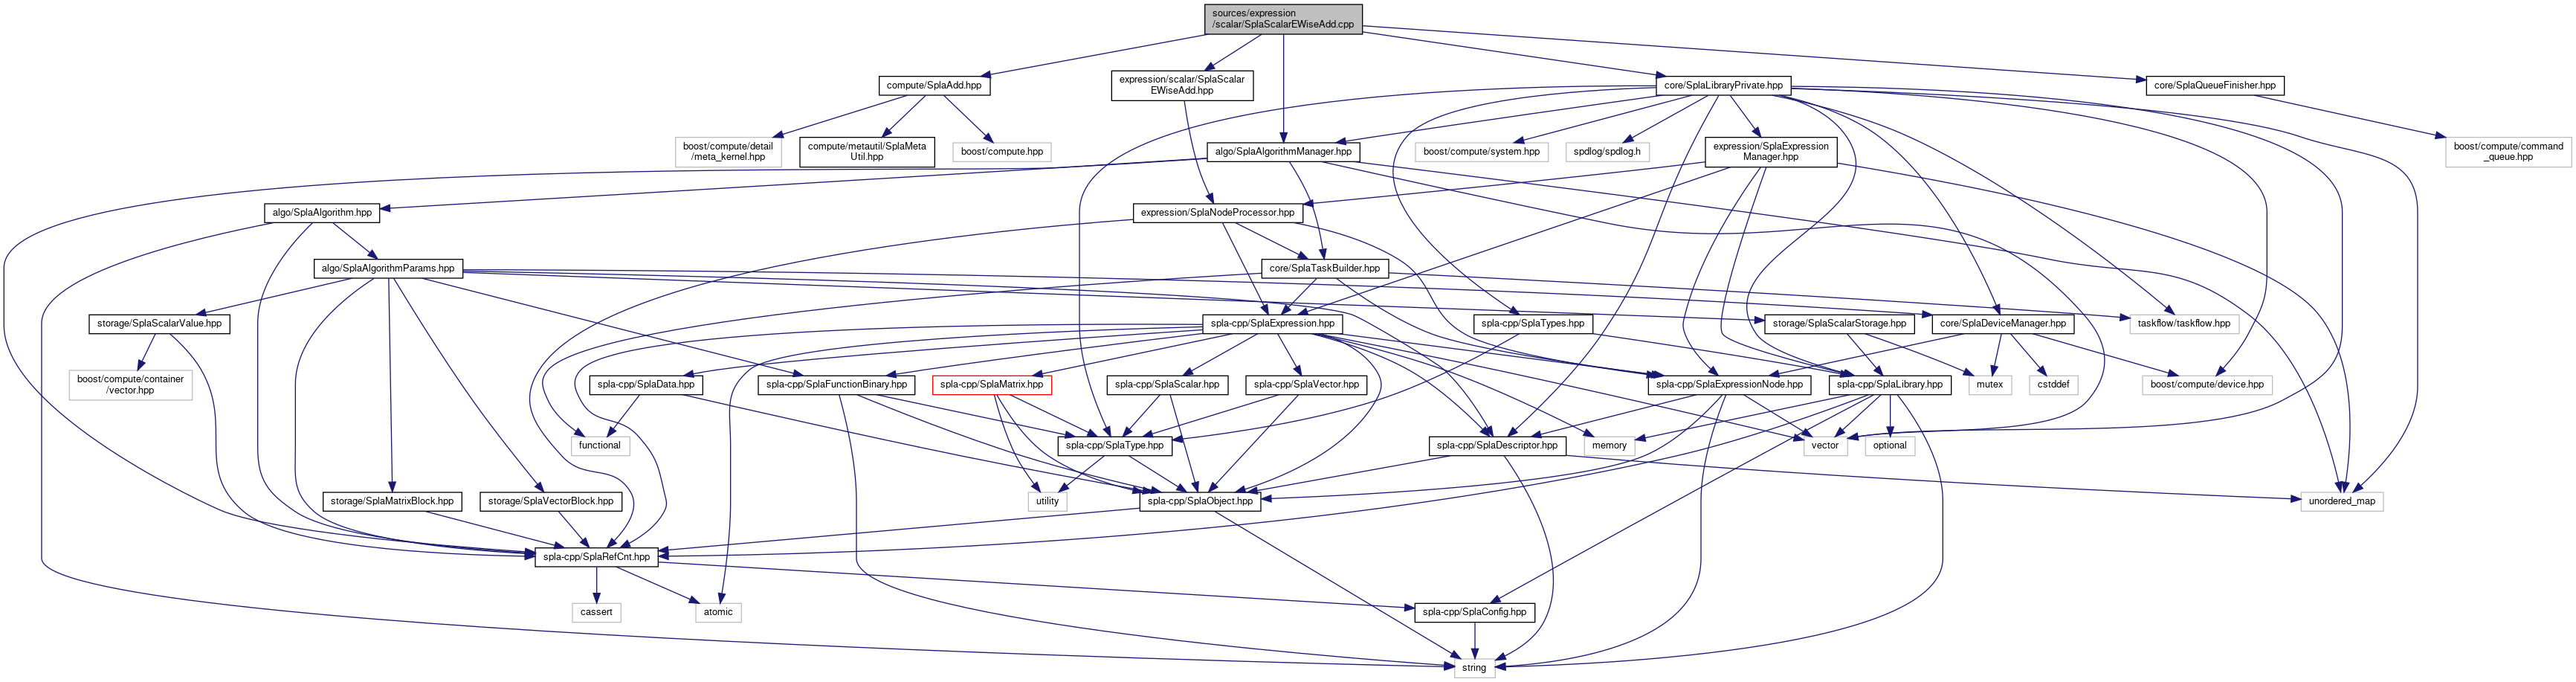 sources/expression
/scalar/SplaScalarEWiseAdd.cpp
compute/SplaAdd.hpp
expression/scalar/SplaScalar
EWiseAdd.hpp
core/SplaLibraryPrivate.hpp
core/SplaQueueFinisher.hpp
boost/compute/detail
/meta_kernel.hpp
compute/metautil/SplaMeta
Util.hpp
boost/compute.hpp
algo/SplaAlgorithmManager.hpp
boost/compute/system.hpp
spdlog/spdlog.h
expression/SplaExpression
Manager.hpp
boost/compute/command
_queue.hpp
algo/SplaAlgorithm.hpp
expression/SplaNodeProcessor.hpp
algo/SplaAlgorithmParams.hpp
core/SplaTaskBuilder.hpp
storage/SplaScalarValue.hpp
spla-cpp/SplaExpression.hpp
spla-cpp/SplaTypes.hpp
storage/SplaScalarStorage.hpp
core/SplaDeviceManager.hpp
taskflow/taskflow.hpp
boost/compute/container
/vector.hpp
spla-cpp/SplaData.hpp
spla-cpp/SplaFunctionBinary.hpp
spla-cpp/SplaMatrix.hpp
spla-cpp/SplaScalar.hpp
spla-cpp/SplaVector.hpp
spla-cpp/SplaExpressionNode.hpp
spla-cpp/SplaLibrary.hpp
mutex
cstddef
boost/compute/device.hpp
functional
spla-cpp/SplaType.hpp
spla-cpp/SplaDescriptor.hpp
memory
vector
optional
storage/SplaMatrixBlock.hpp
storage/SplaVectorBlock.hpp
utility
spla-cpp/SplaObject.hpp
unordered_map
spla-cpp/SplaRefCnt.hpp
cassert
atomic
spla-cpp/SplaConfig.hpp
string